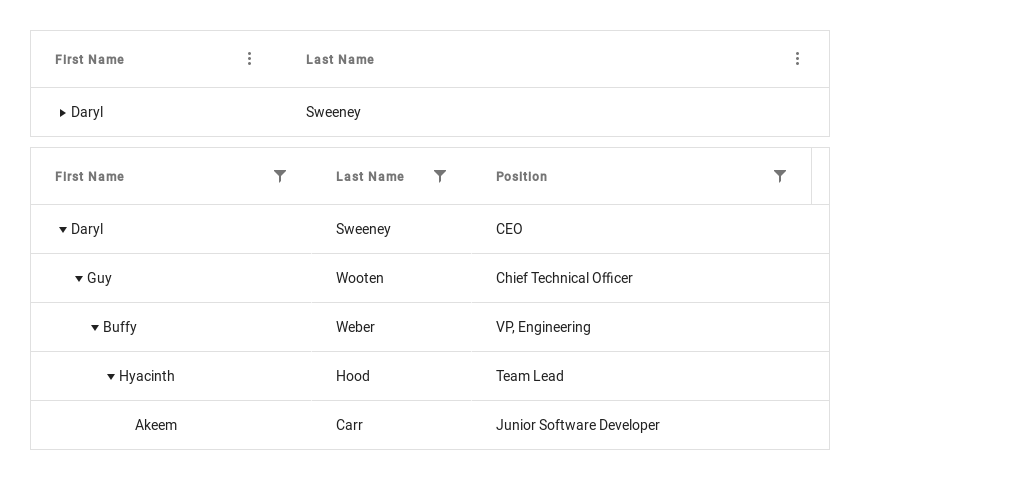 First Name Last Name
Daryl Sweeney
First Name Last Name Position
Daryl Sweeney CEO
Guy Wooten Chief Technical Officer
Buffy Weber VP, Engineering
Hyacinth Hood Team Lead
Akeem Carr Junior Software Developer